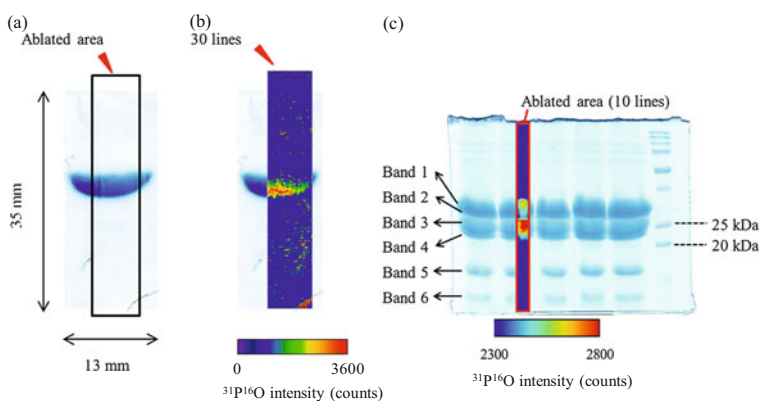 (a)
Ablated area
35 mm
13 mm
(b)
30 lines
0 3600
³¹P¹⁶O intensity (counts)
(c)
Ablated area (10 lines)
Band 1
Band 2
Band 3
Band 4
Band 5
Band 6
25 kDa
20 kDa
2300 2800
³¹P¹⁶O intensity (counts)